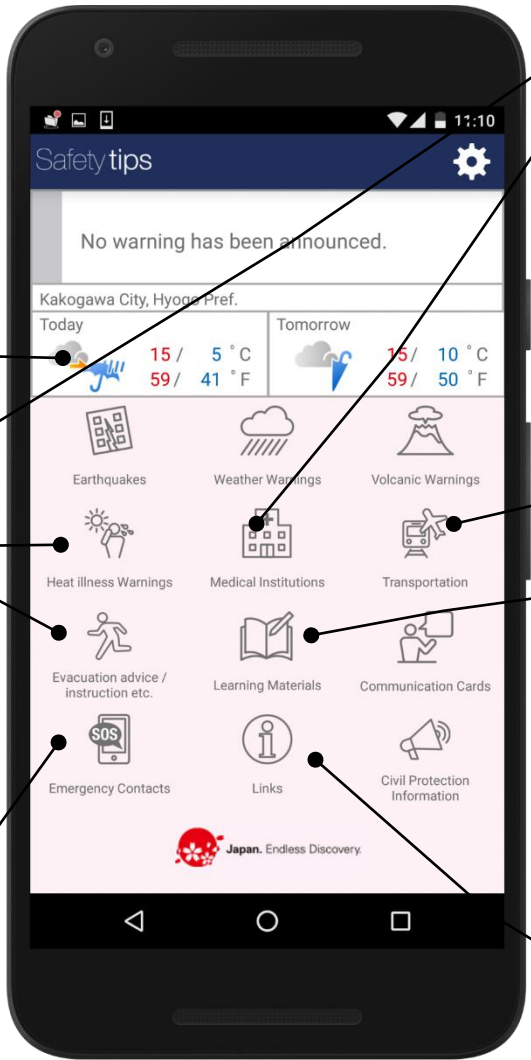 11:10
Safety tips
No warning has been announced.
Kakogawa City, Hyogo Pref.
Today
15 / 5 °C
59 / 41 °F
Tomorrow
15 / 10 °C
59 / 50 °F
Earthquakes
Weather Warnings
Volcanic Warnings
Heat illness Warnings
Medical Institutions
Transportation
Evacuation advice /
instruction etc.
Learning Materials
Communication Cards
SOS
Emergency Contacts
Links
Civil Protection
Information
Japan. Endless Discovery.